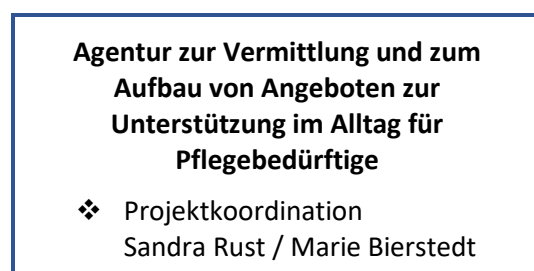 Agentur zur Vermittlung und zum
Aufbau von Angeboten zur
Unterstützung im Alltag für
Pflegebedürftige
❖ Projektkoordination
Sandra Rust / Marie Bierstedt